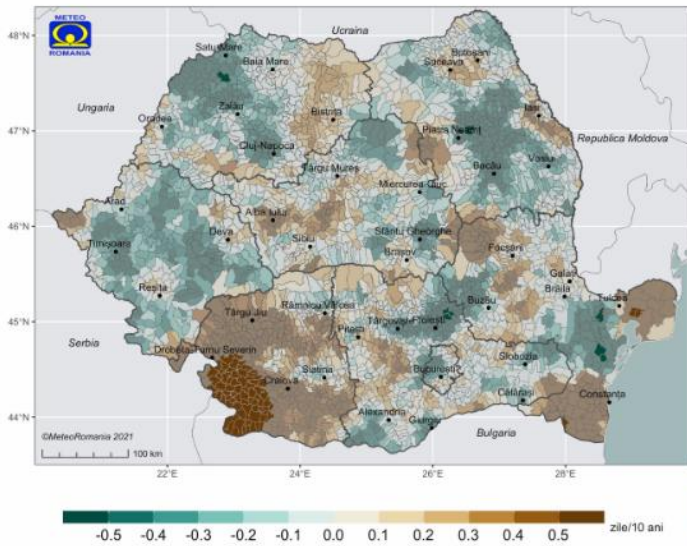 METEO
ROMANIA
48°N
47°N
46°N
45°N
44°N
Ucraina
Satu Mare
Baia Mare
Botoșani
Suceava
Ungaria
Zalău
Bistrița
Iași
Oradea
Piatra Neamț
Republica Moldova
Cluj-Napoca
Târgu Mureș
Bacău
Vaslui
Miercurea-Ciuc
Arad
Alba Iulia
Deva
Sibiu
Sfântu Gheorghe
Timișoara
Brașov
Focșani
Galați
Reșița
Brăila
Tulcea
Râmnicu Vâlcea
Târgu Jiu
Buzău
Pitești
Târgoviște
Ploiești
Serbia
Drobeta-Turnu Severin
Slatina
București
Slobozia
Craiova
Călărași
Constanța
Alexandria
Giurgiu
©MeteoRomania 2021
Bulgaria
100 km
22°E 24°E 26°E 28°E
zile/10 ani
-0.5 -0.4 -0.3 -0.2 -0.1 0.0 0.1 0.2 0.3 0.4 0.5